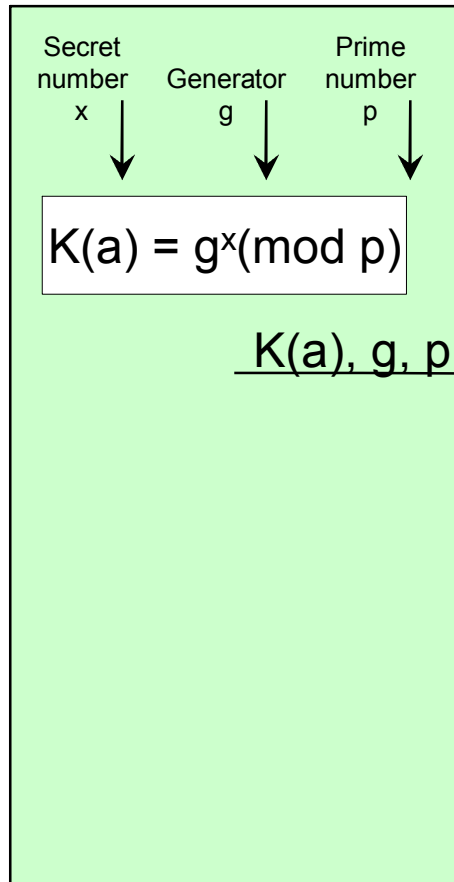 Secret number x
Generator g
Prime number p
K(a) = gˣ(mod p)
K(a), g, p